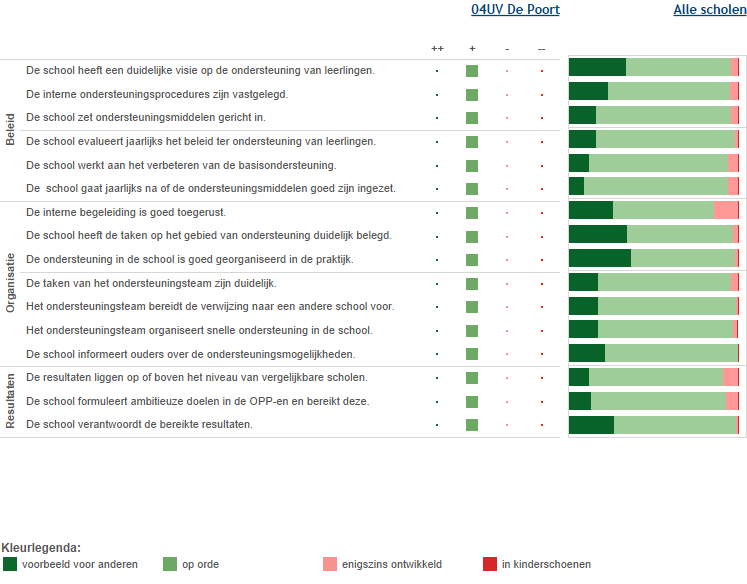 04UV De Poort Alle scholen
++ + - --
Beleid
De school heeft een duidelijke visie op de ondersteuning van leerlingen.
De interne ondersteuningsprocedures zijn vastgelegd.
De school zet ondersteuningsmiddelen gericht in.
De school evalueert jaarlijks het beleid ter ondersteuning van leerlingen.
De school werkt aan het verbeteren van de basisondersteuning.
De school gaat jaarlijks na of de ondersteuningsmiddelen goed zijn ingezet.
Organisatie
De interne begeleiding is goed toegerust.
De school heeft de taken op het gebied van ondersteuning duidelijk belegd.
De ondersteuning in de school is goed georganiseerd in de praktijk.
De taken van het ondersteuningsteam zijn duidelijk.
Het ondersteuningsteam bereidt de verwijzing naar een andere school voor.
Het ondersteuningsteam organiseert snelle ondersteuning in de school.
De school informeert ouders over de ondersteuningsmogelijkheden.
Resultaten
De resultaten liggen op of boven het niveau van vergelijkbare scholen.
De school formuleert ambitieuze doelen in de OPP-en en bereikt deze.
De school verantwoordt de bereikte resultaten.
Kleurlegenda:
voorbeeld voor anderen op orde enigszins ontwikkeld in kinderschoenen